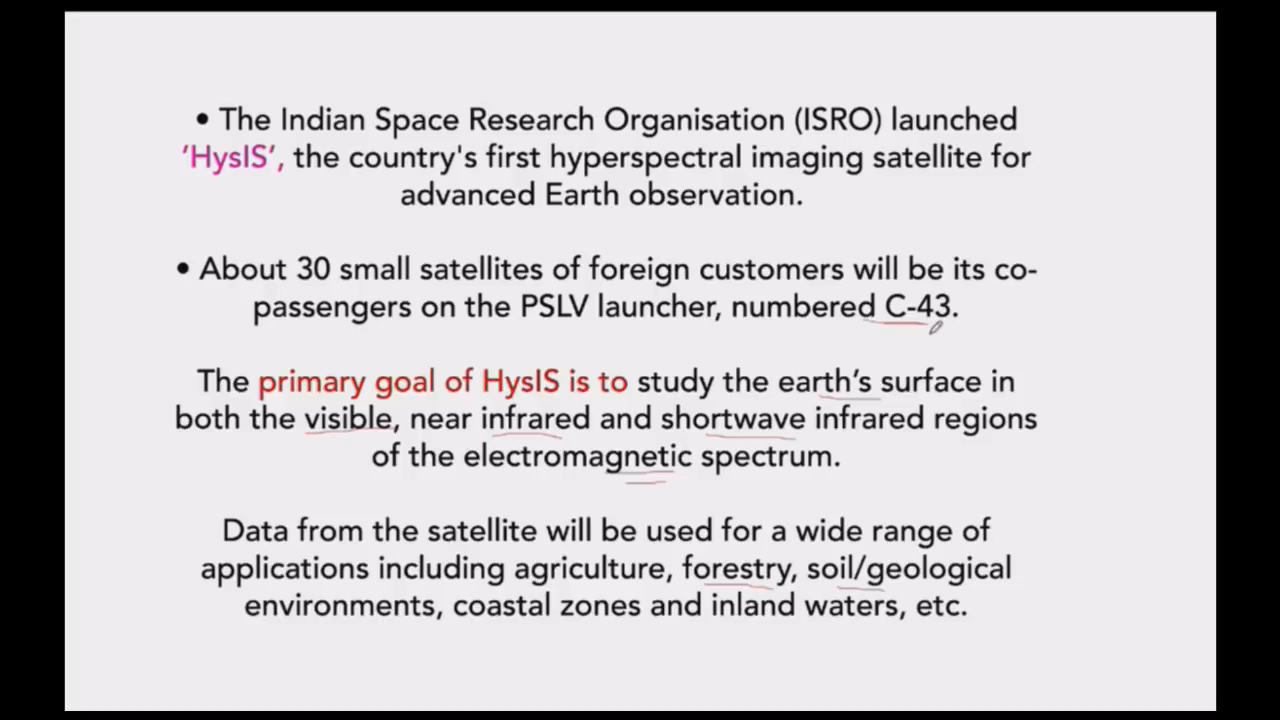 • The Indian Space Research Organisation (ISRO) launched
'HysIS', the country's first hyperspectral imaging satellite for
advanced Earth observation.
• About 30 small satellites of foreign customers will be its co-
passengers on the PSLV launcher, numbered C-43.
The primary goal of HysIS is to study the earth's surface in
both the visible, near infrared and shortwave infrared regions
of the electromagnetic spectrum.
Data from the satellite will be used for a wide range of
applications including agriculture, forestry, soil/geological
environments, coastal zones and inland waters, etc.